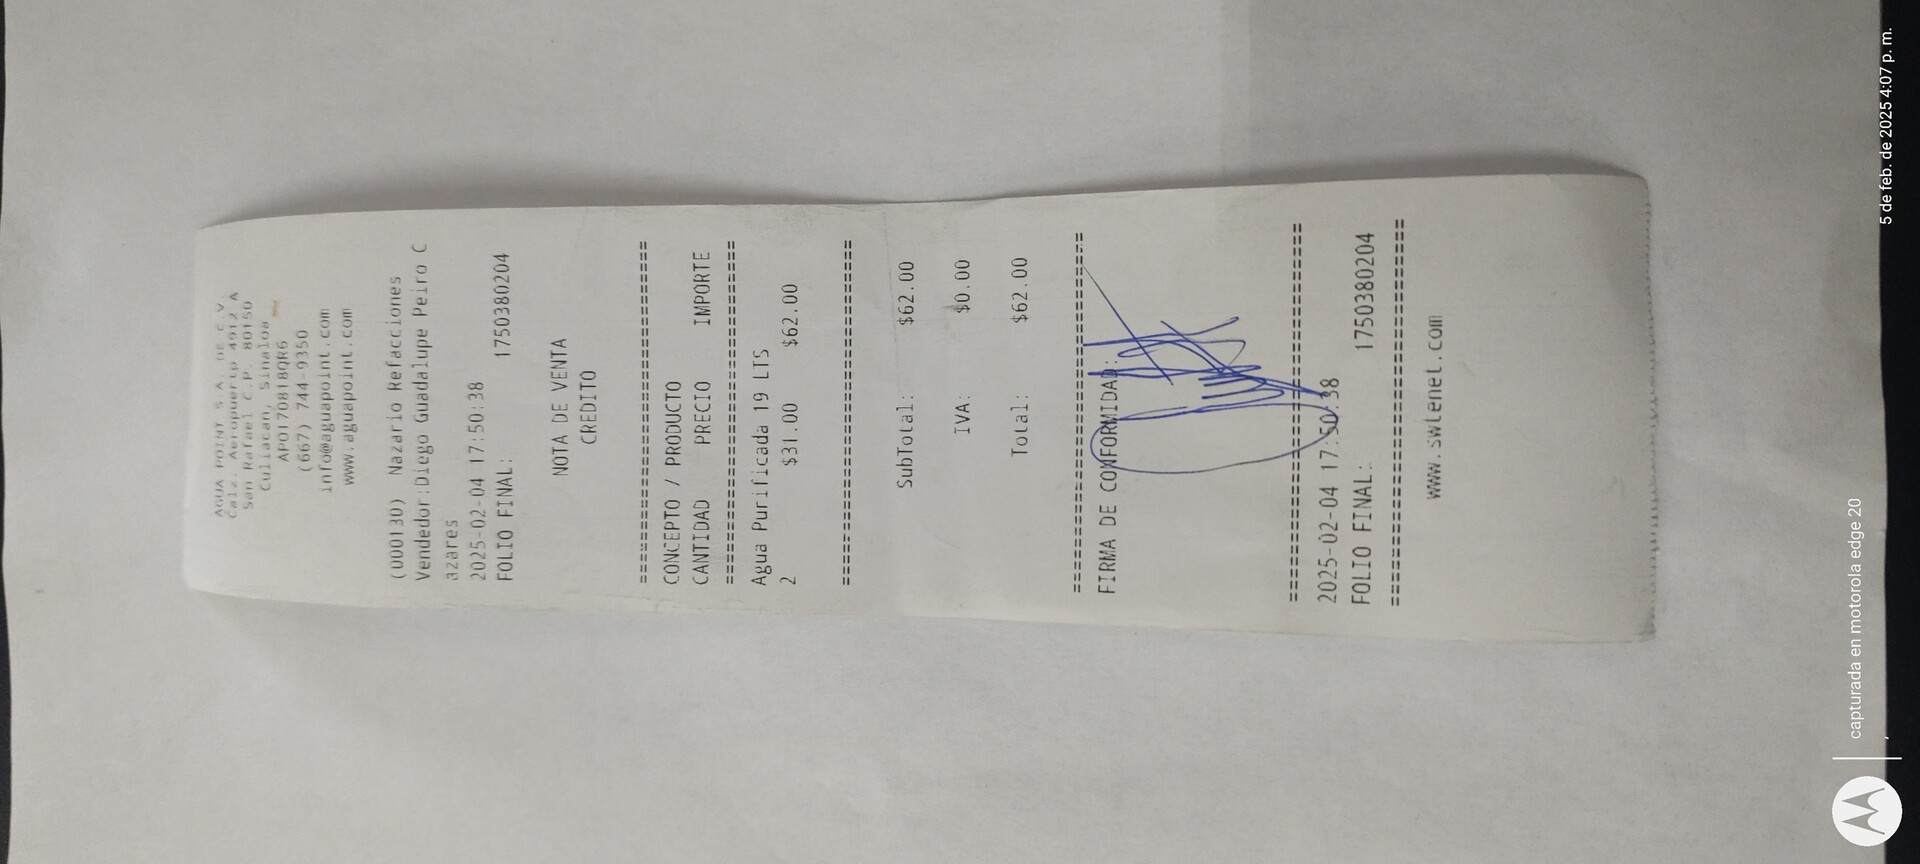 AGUA POINT S.A. DE C.V.
Calz. Aeropuerto 4012 A
San Rafael C.P. 80150
Culiacan, Sinaloa
APO170818QR6
(667) 744-9350
info@aguapoint.com
www.aguapoint.com
(000130) Nazario Refacciones
Vendedor:Diego Guadalupe Peiro C
azares
2025-02-04 17:50:38
FOLIO FINAL: 1750380204
NOTA DE VENTA
CREDITO
================================
CONCEPTO / PRODUCTO
CANTIDAD PRECIO IMPORTE
================================
Agua Purificada 19 LTS
2 $31.00 $62.00
================================
SubTotal: $62.00
IVA: $0.00
Total: $62.00
================================
FIRMA DE CONFORMIDAD:
================================
2025-02-04 17:50:38
FOLIO FINAL: 1750380204
================================
www.swtenet.com
capturada en motorola edge 20
5 de feb. de 2025 4:07 p. m.